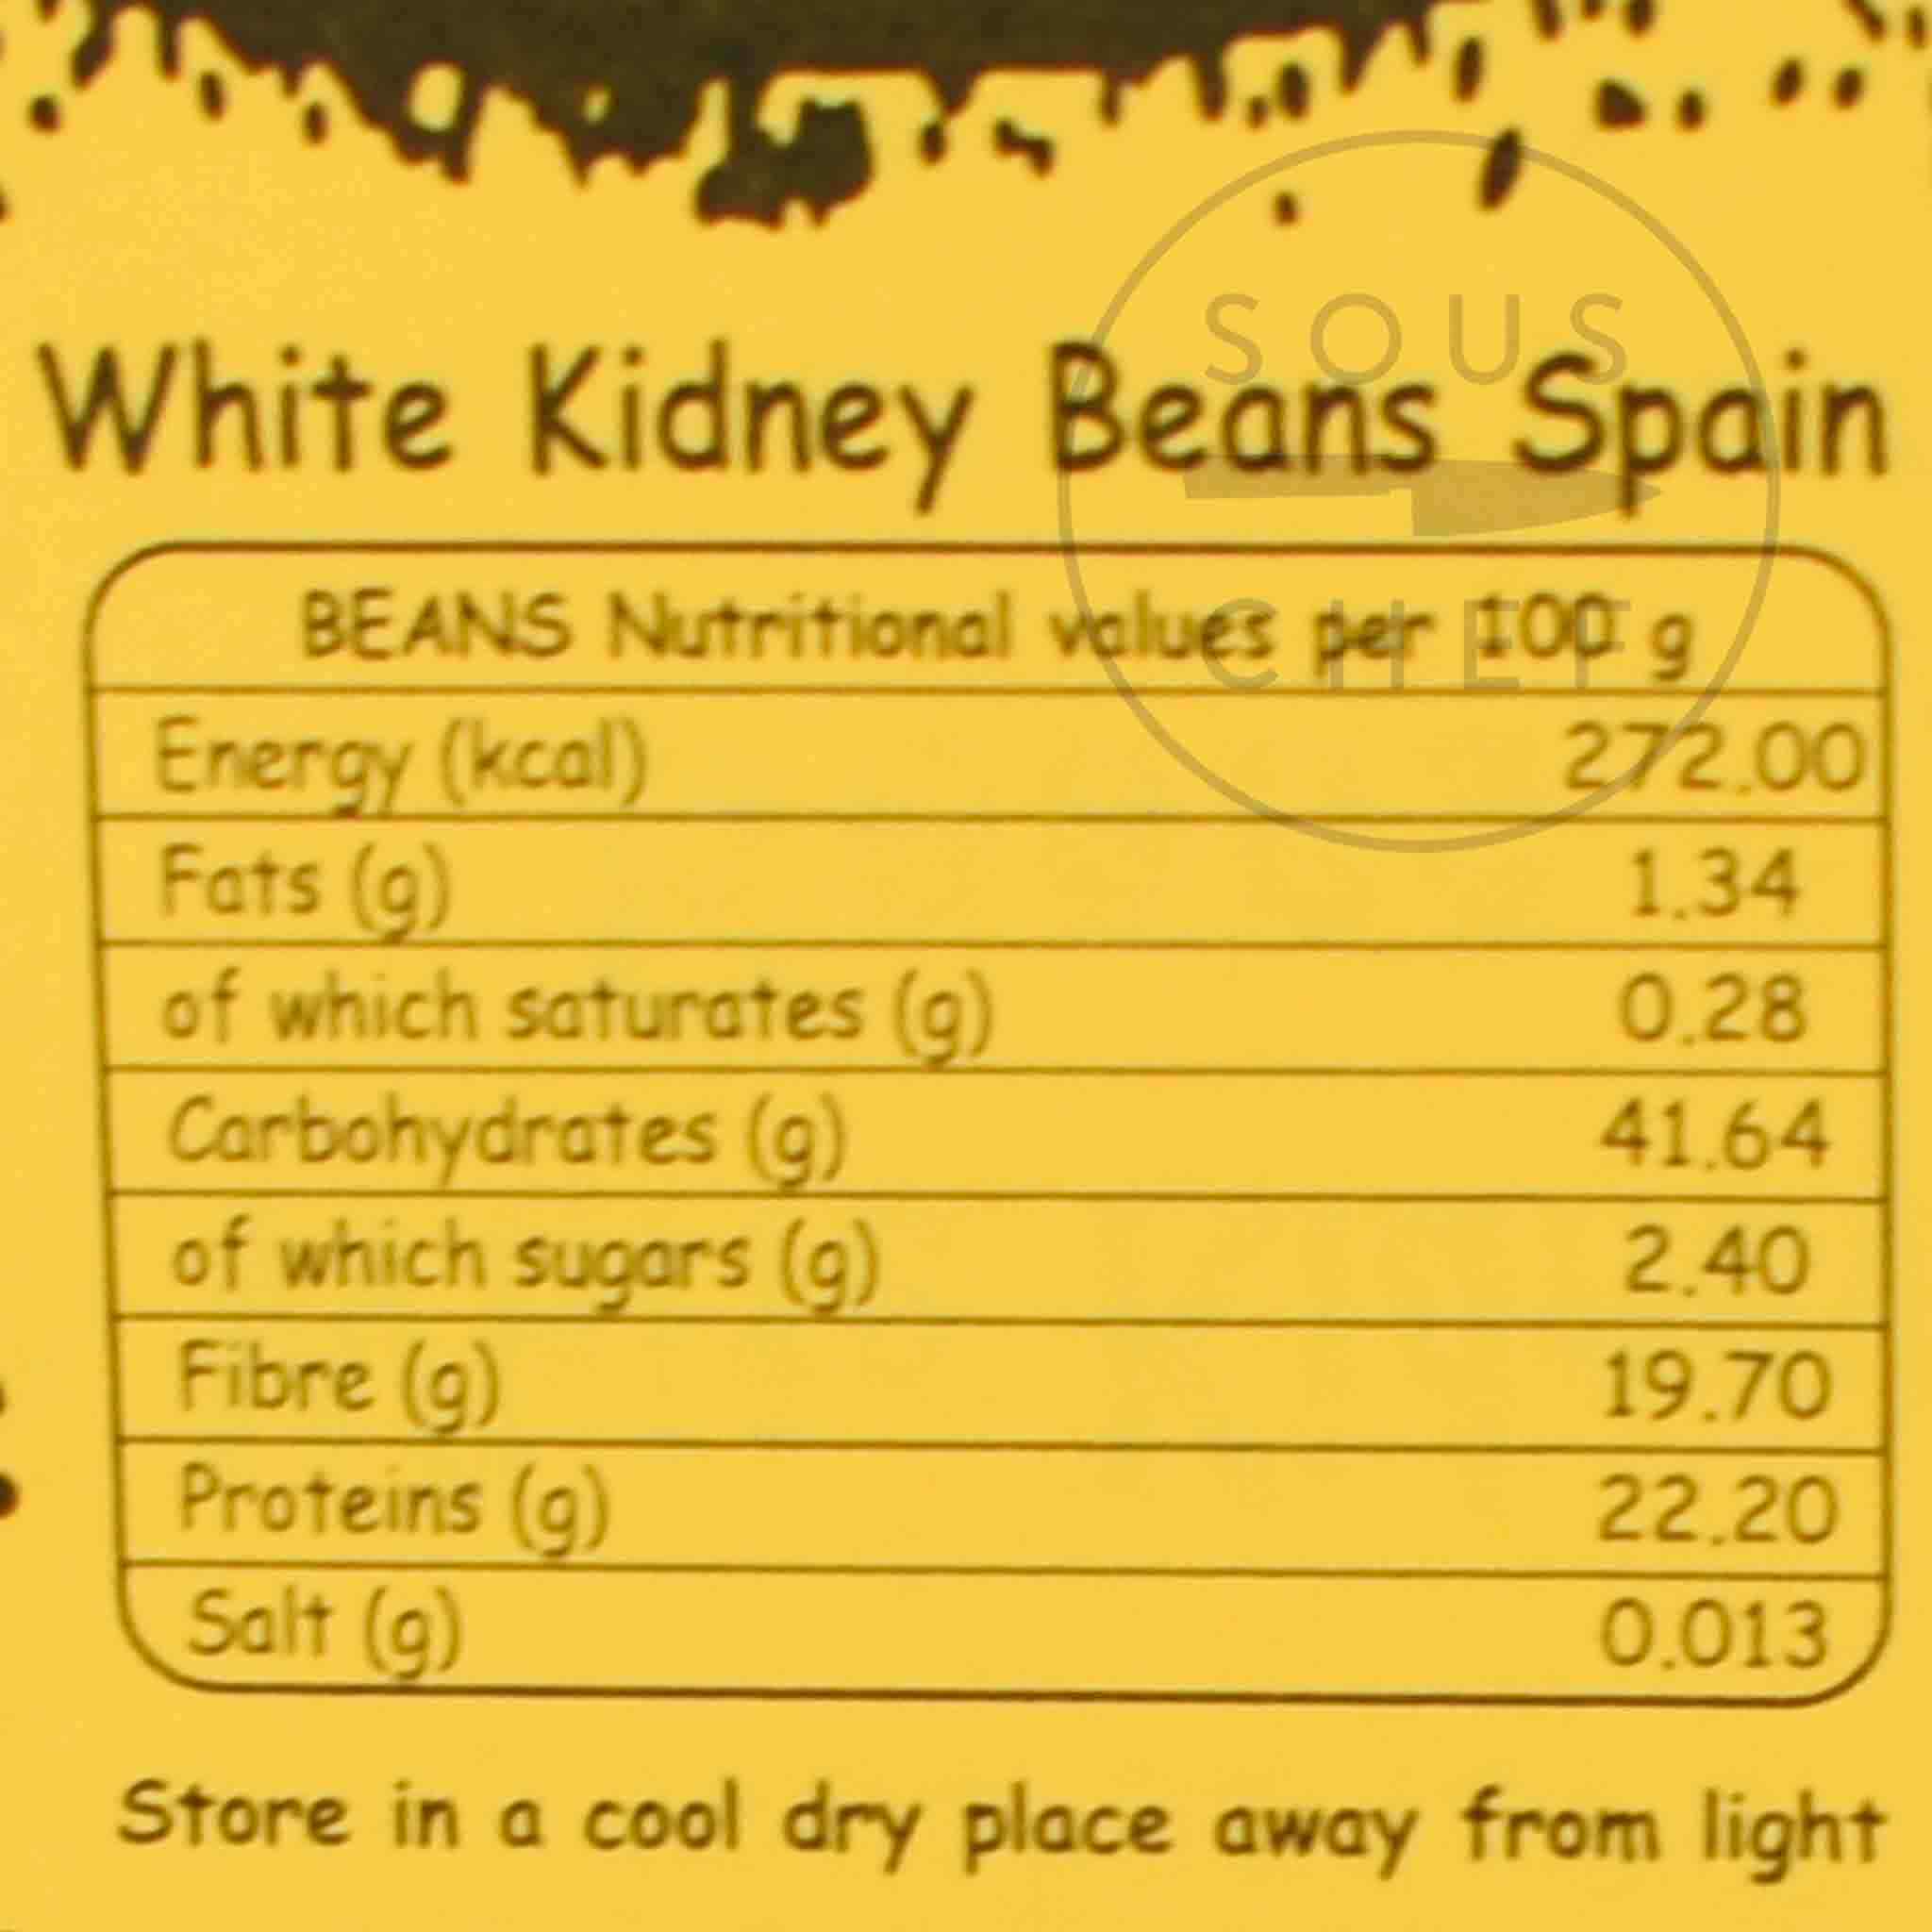 SOUS
White Kidney Beans Spain
CHEF
BEANS Nutritional values per 100 g
Energy (kcal) 272.00
Fats (g) 1.34
of which saturates (g) 0.28
Carbohydrates (g) 41.64
of which sugars (g) 2.40
Fibre (g) 19.70
Proteins (g) 22.20
Salt (g) 0.013
Store in a cool dry place away from light